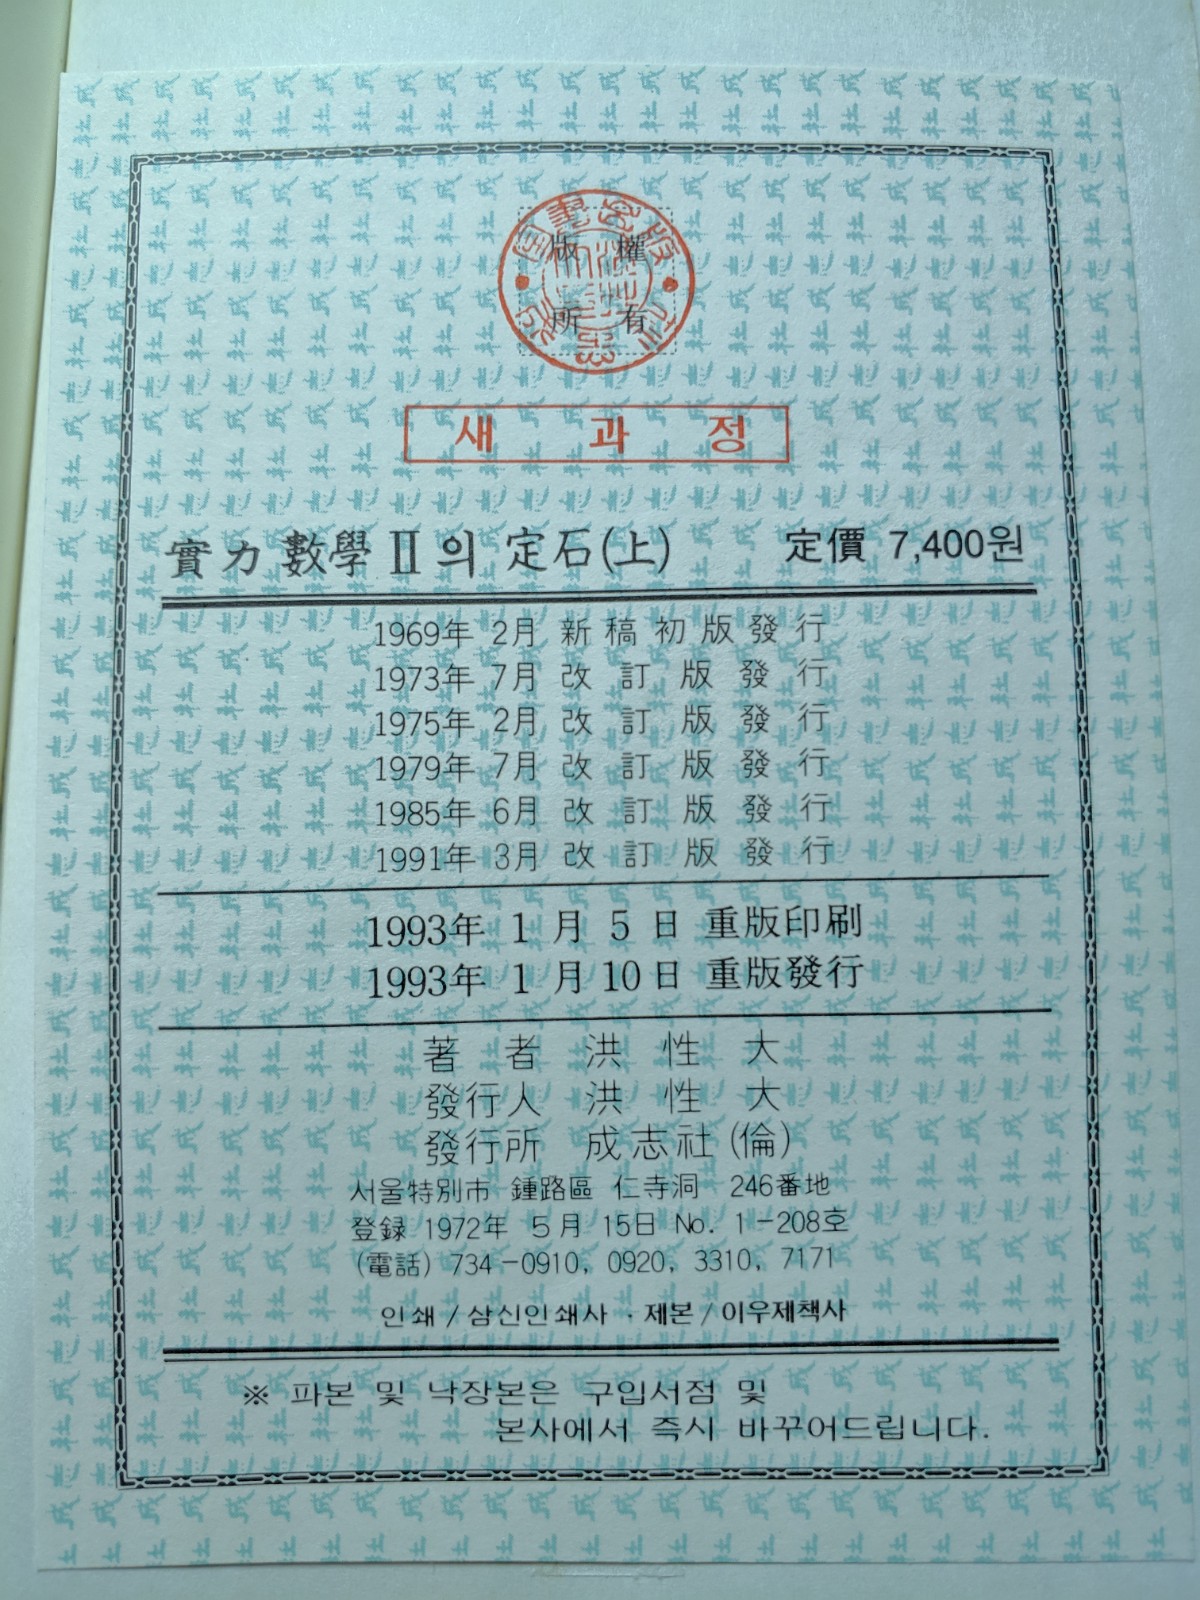 版權
所有
새 과 정
實力 數學 Ⅱ의 定石(上) 定價 7,400원
1969年 2月 新稿初版發行
1973年 7月 改訂版發行
1975年 2月 改訂版發行
1979年 7月 改訂版發行
1985年 6月 改訂版發行
1991年 3月 改訂版發行
1993年 1月 5日 重版印刷
1993年 1月 10日 重版發行
著者 洪性大
發行人 洪性大
發行所 成志社(倫)
서울特別市 鍾路區 仁寺洞 246番地
登録 1972年 5月 15日 No. 1-208호
(電話) 734-0910, 0920, 3310, 7171
인쇄/삼신인쇄사 · 제본/이우제책사
※ 파본 및 낙장본은 구입서점 및
본사에서 즉시 바꾸어드립니다.